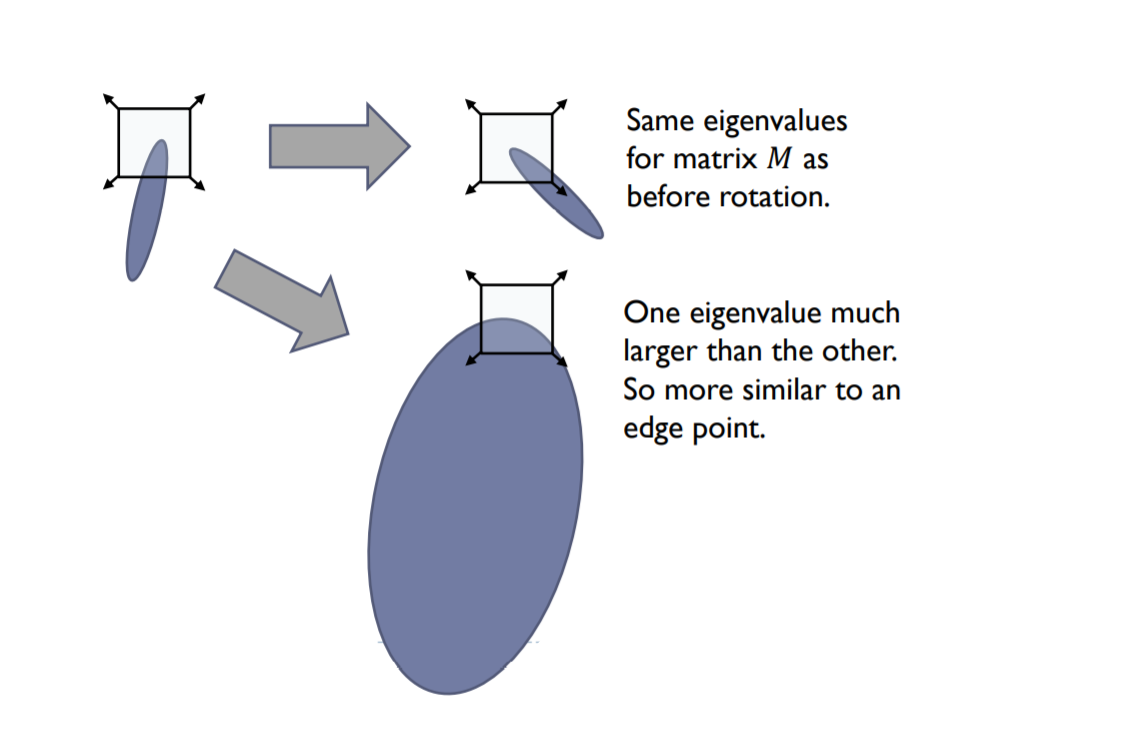 Same eigenvalues
for matrix M as
before rotation.
One eigenvalue much
larger than the other.
So more similar to an
edge point.